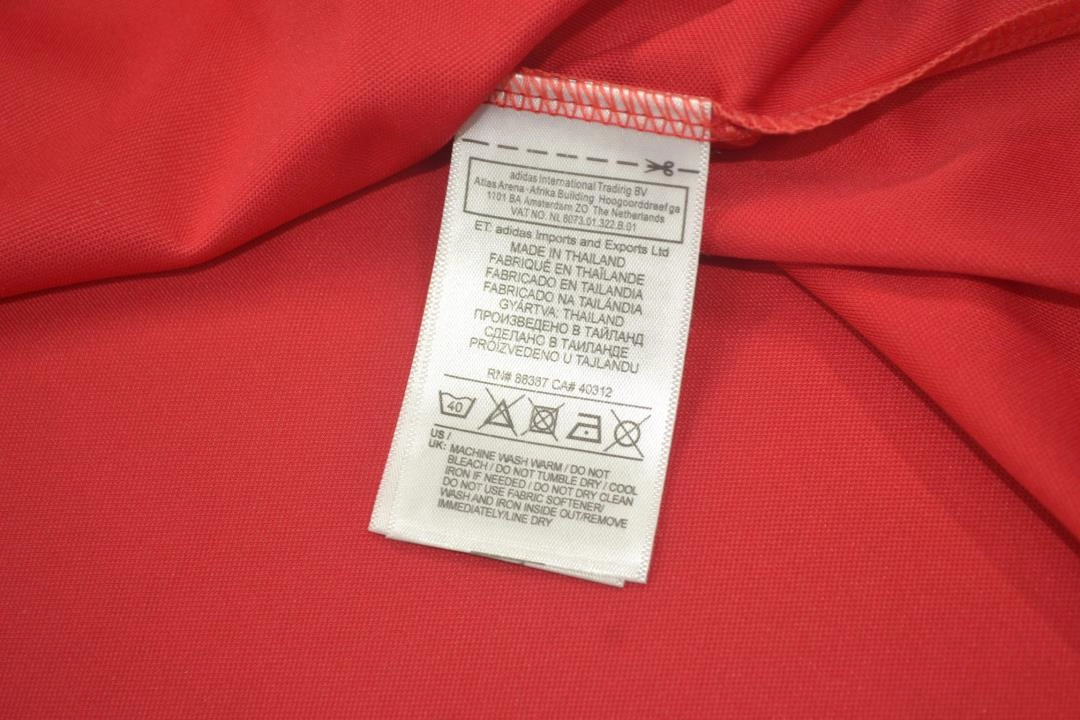 adidas International Trading BV
Atlas Arena - Afrika Building Hoogoorddreef 9a
1101 BA Amsterdam ZO The Netherlands
VAT NO. NL 8073.01.322.B.01
ET: adidas Imports and Exports Ltd
MADE IN THAILAND
FABRIQUÉ EN THAÏLANDE
FABRICADO EN TAILANDIA
FABRICADO NA TAILÂNDIA
GYÁRTVA: THAILAND
ПРОИЗВЕДЕНО В ТАЙЛАНД
СДЕЛАНО В ТАИЛАНДЕ
PROIZVEDENO U TAJLANDU
RN# 88387 CA# 40312
40
US /
UK: MACHINE WASH WARM / DO NOT
BLEACH / DO NOT TUMBLE DRY / COOL
IRON IF NEEDED / DO NOT DRY CLEAN
DO NOT USE FABRIC SOFTENER/
WASH AND IRON INSIDE OUT/REMOVE
IMMEDIATELY/LINE DRY